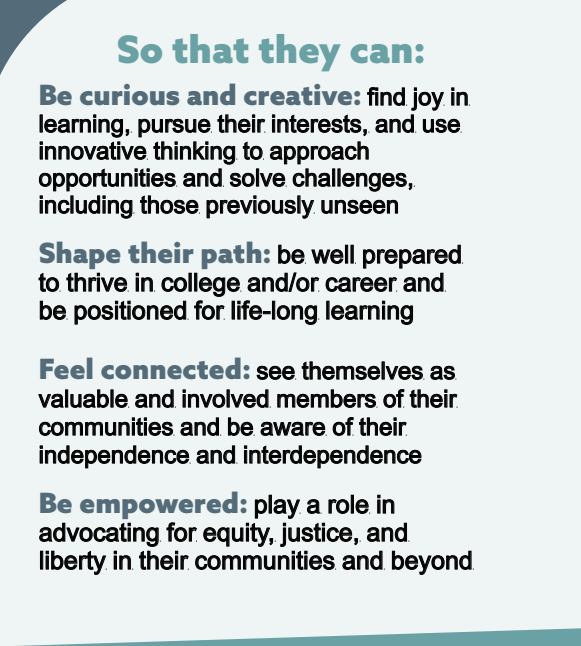 So that they can:
Be curious and creative: find joy in
learning, pursue their interests, and use
innovative thinking to approach
opportunities and solve challenges,
including those previously unseen
Shape their path: be well prepared
to thrive in college and/or career and
be positioned for life-long learning
Feel connected: see themselves as
valuable and involved members of their
communities and be aware of their
independence and interdependence
Be empowered: play a role in
advocating for equity, justice, and
liberty in their communities and beyond